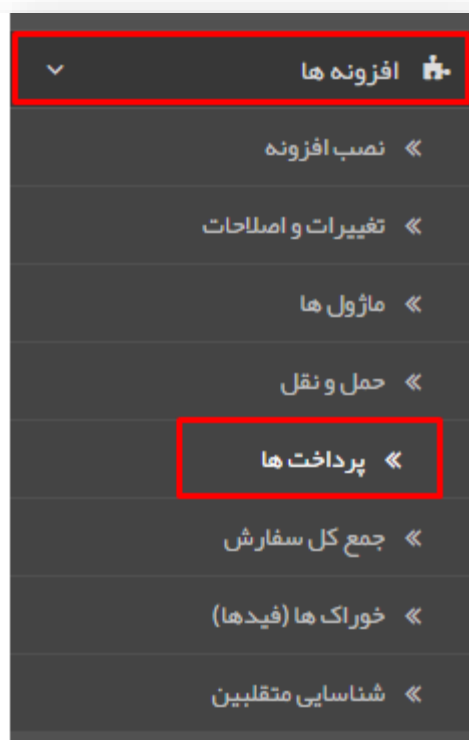 افزونه ها
نصب افزونه
تغییرات و اصلاحات
ماژول ها
حمل و نقل
پرداخت ها
جمع کل سفارش
خوراک ها (فیدها)
شناسایی متقلبین